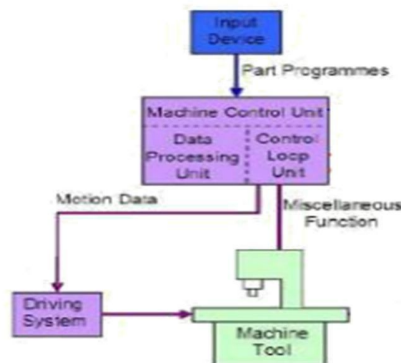 Input
Device
Part Programmes
Machine Control Unit
Data
Processing
Unit
Control
Loop
Unit
Motion Data
Miscellaneous
Function
Driving
System
Machine
Tool